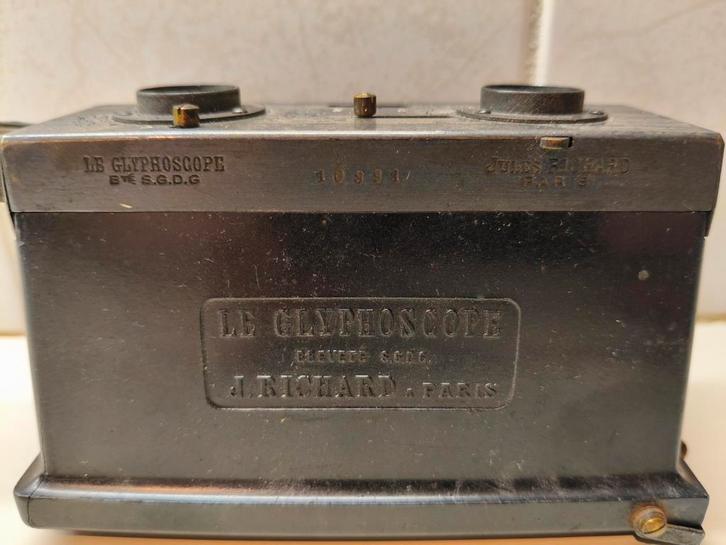 LE GLYPHOSCOPE
BTÉ S.G.D.G
10991
JULES RICHARD
PARIS
LE GLYPHOSCOPE
BREVETÉ S.G.D.G.
J. RICHARD. PARIS